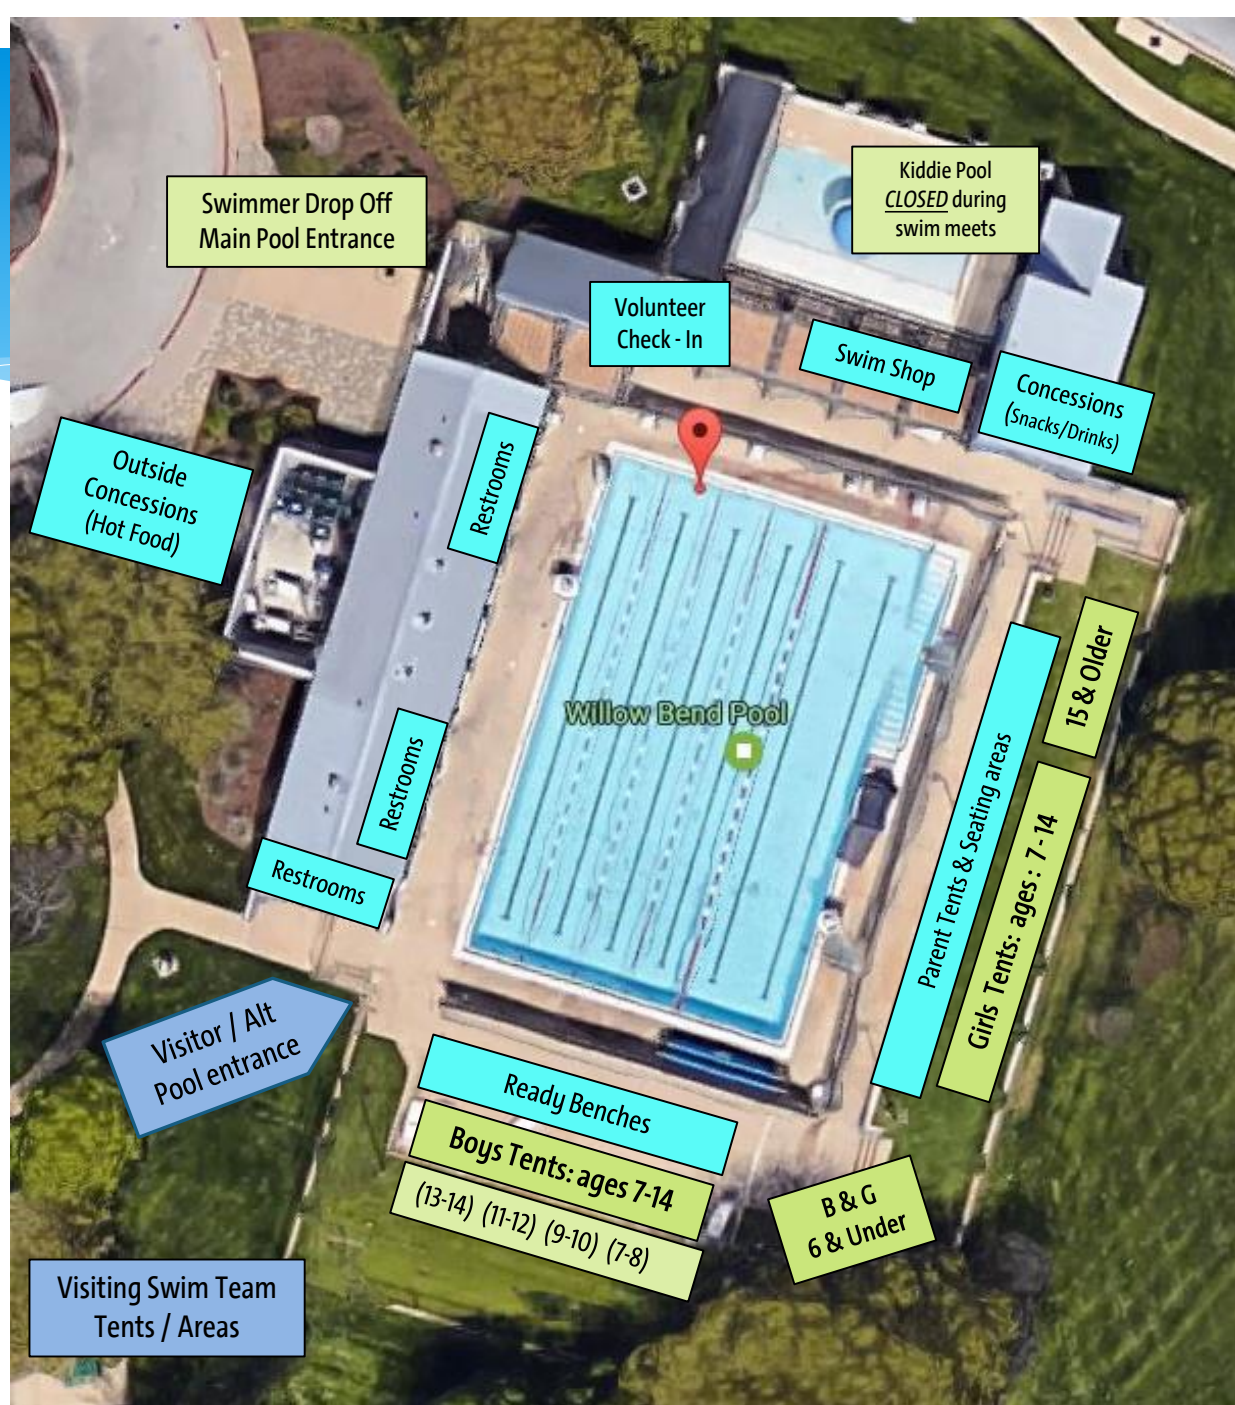 Swimmer Drop Off
Main Pool Entrance
Kiddie Pool
CLOSED during
swim meets
Volunteer
Check - In
Swim Shop
Concessions
(Snacks/Drinks)
Outside
Concessions
(Hot Food)
Restrooms
15 & Older
Willow Bend Pool
Restrooms
Parent Tents & Seating areas
Girls Tents: ages : 7 - 14
Restrooms
Visitor / Alt
Pool entrance
Ready Benches
Boys Tents: ages 7-14
(13-14) (11-12) (9-10) (7-8)
B & G
6 & Under
Visiting Swim Team
Tents / Areas